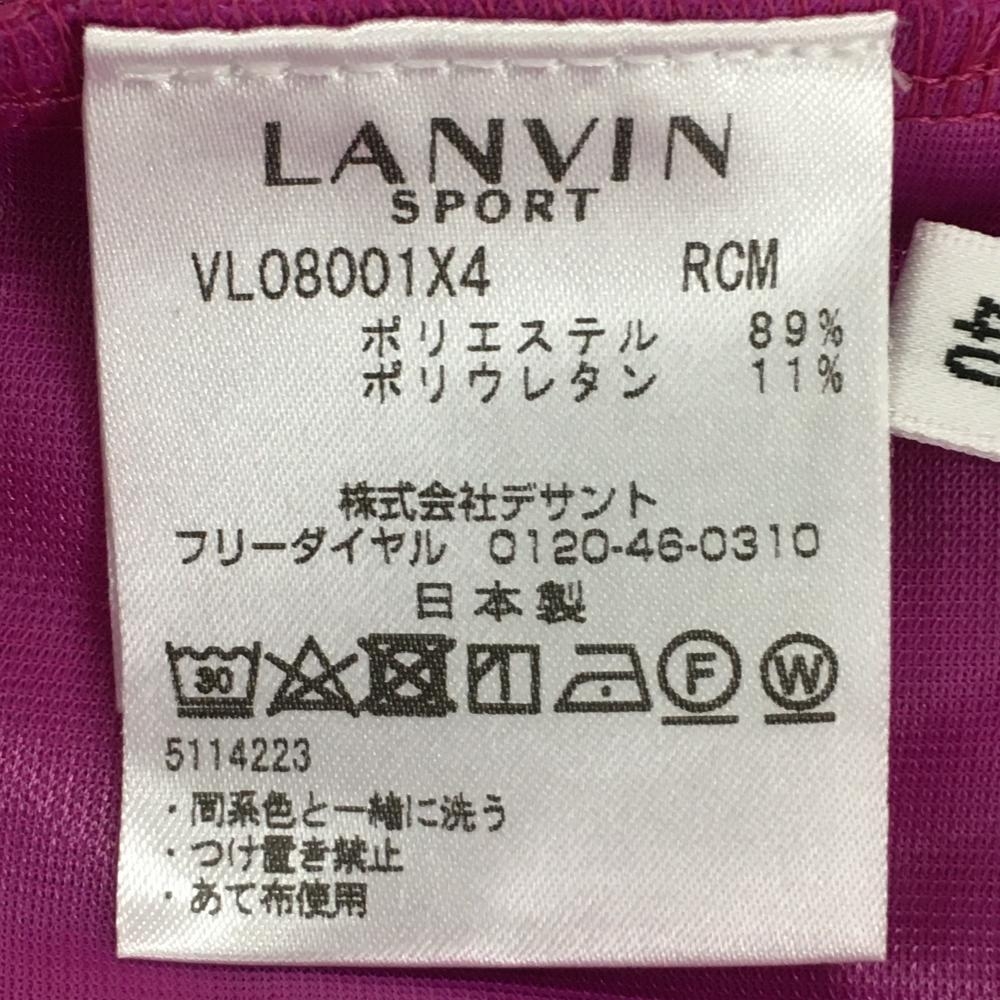 LANVIN
SPORT
VL08001X4 RCM
ポリエステル 89%
ポリウレタン 11%
株式会社デサント
フリーダイヤル 0120-46-0310
日本製
30 F W
5114223
・同系色と一緒に洗う
・つけ置き禁止
・あて布使用
40